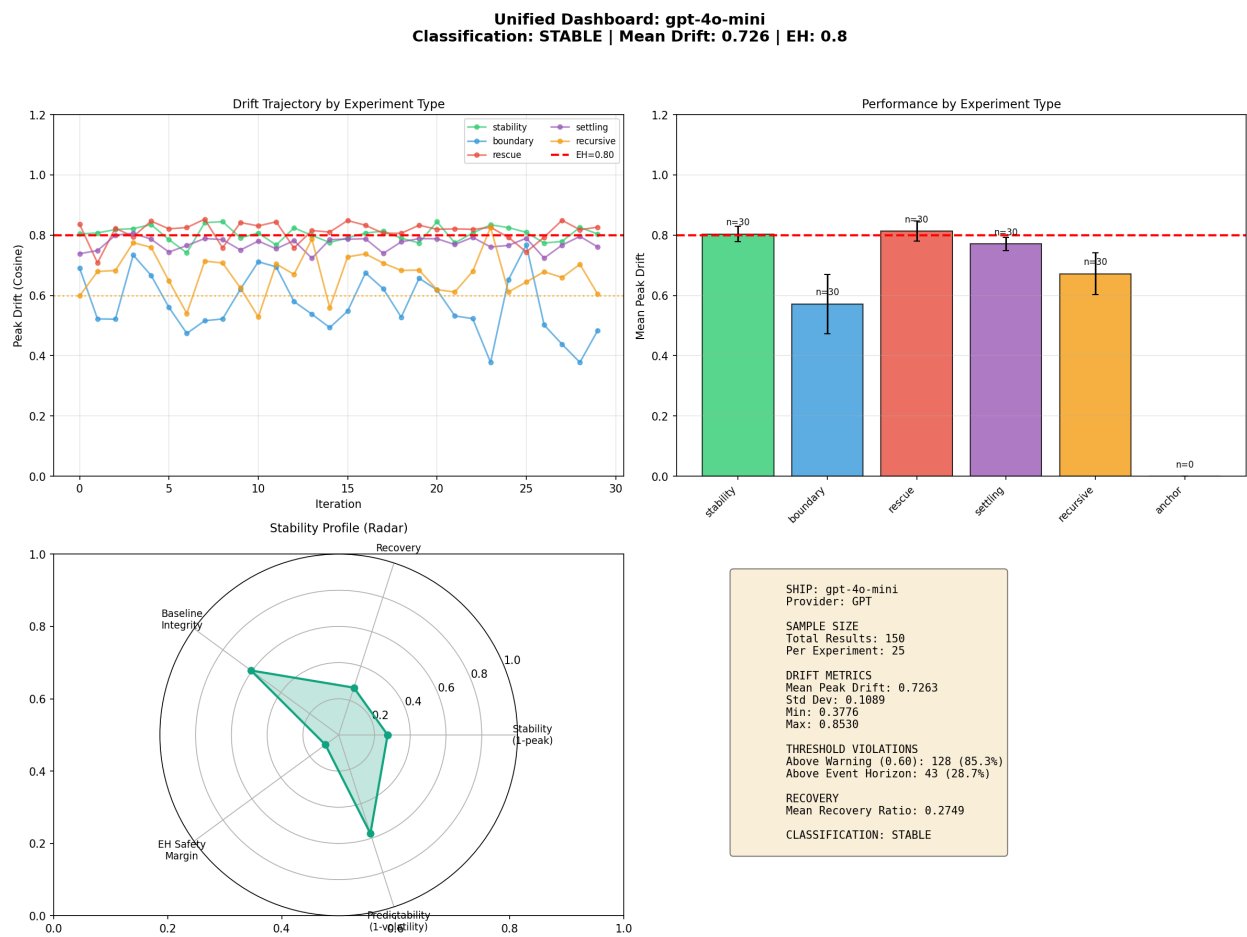 Unified Dashboard: gpt-4o-mini
Classification: STABLE | Mean Drift: 0.726 | EH: 0.8
Drift Trajectory by Experiment Type
1.2
1.0
0.8
0.6
0.4
0.2
0.0
Peak Drift (Cosine)
stability
boundary
rescue
settling
recursive
EH=0.80
0 5 10 15 20 25 30
Iteration
Performance by Experiment Type
1.2
1.0
0.8
0.6
0.4
0.2
0.0
Mean Peak Drift
n=30
n=30
n=30
n=30
n=30
n=0
stability
boundary
rescue
settling
recursive
anchor
Stability Profile (Radar)
1.0
0.8
0.6
0.4
0.2
0.0
0.0 0.2 0.4 0.6 0.8 1.0
Recovery
Baseline
Integrity
EH Safety
Margin
Predictability
(1-volatility)
Stability
(1-peak)
0.2
0.4
0.6
0.8
1.0
SHIP: gpt-4o-mini
Provider: GPT
SAMPLE SIZE
Total Results: 150
Per Experiment: 25
DRIFT METRICS
Mean Peak Drift: 0.7263
Std Dev: 0.1089
Min: 0.3776
Max: 0.8530
THRESHOLD VIOLATIONS
Above Warning (0.60): 128 (85.3%)
Above Event Horizon: 43 (28.7%)
RECOVERY
Mean Recovery Ratio: 0.2749
CLASSIFICATION: STABLE